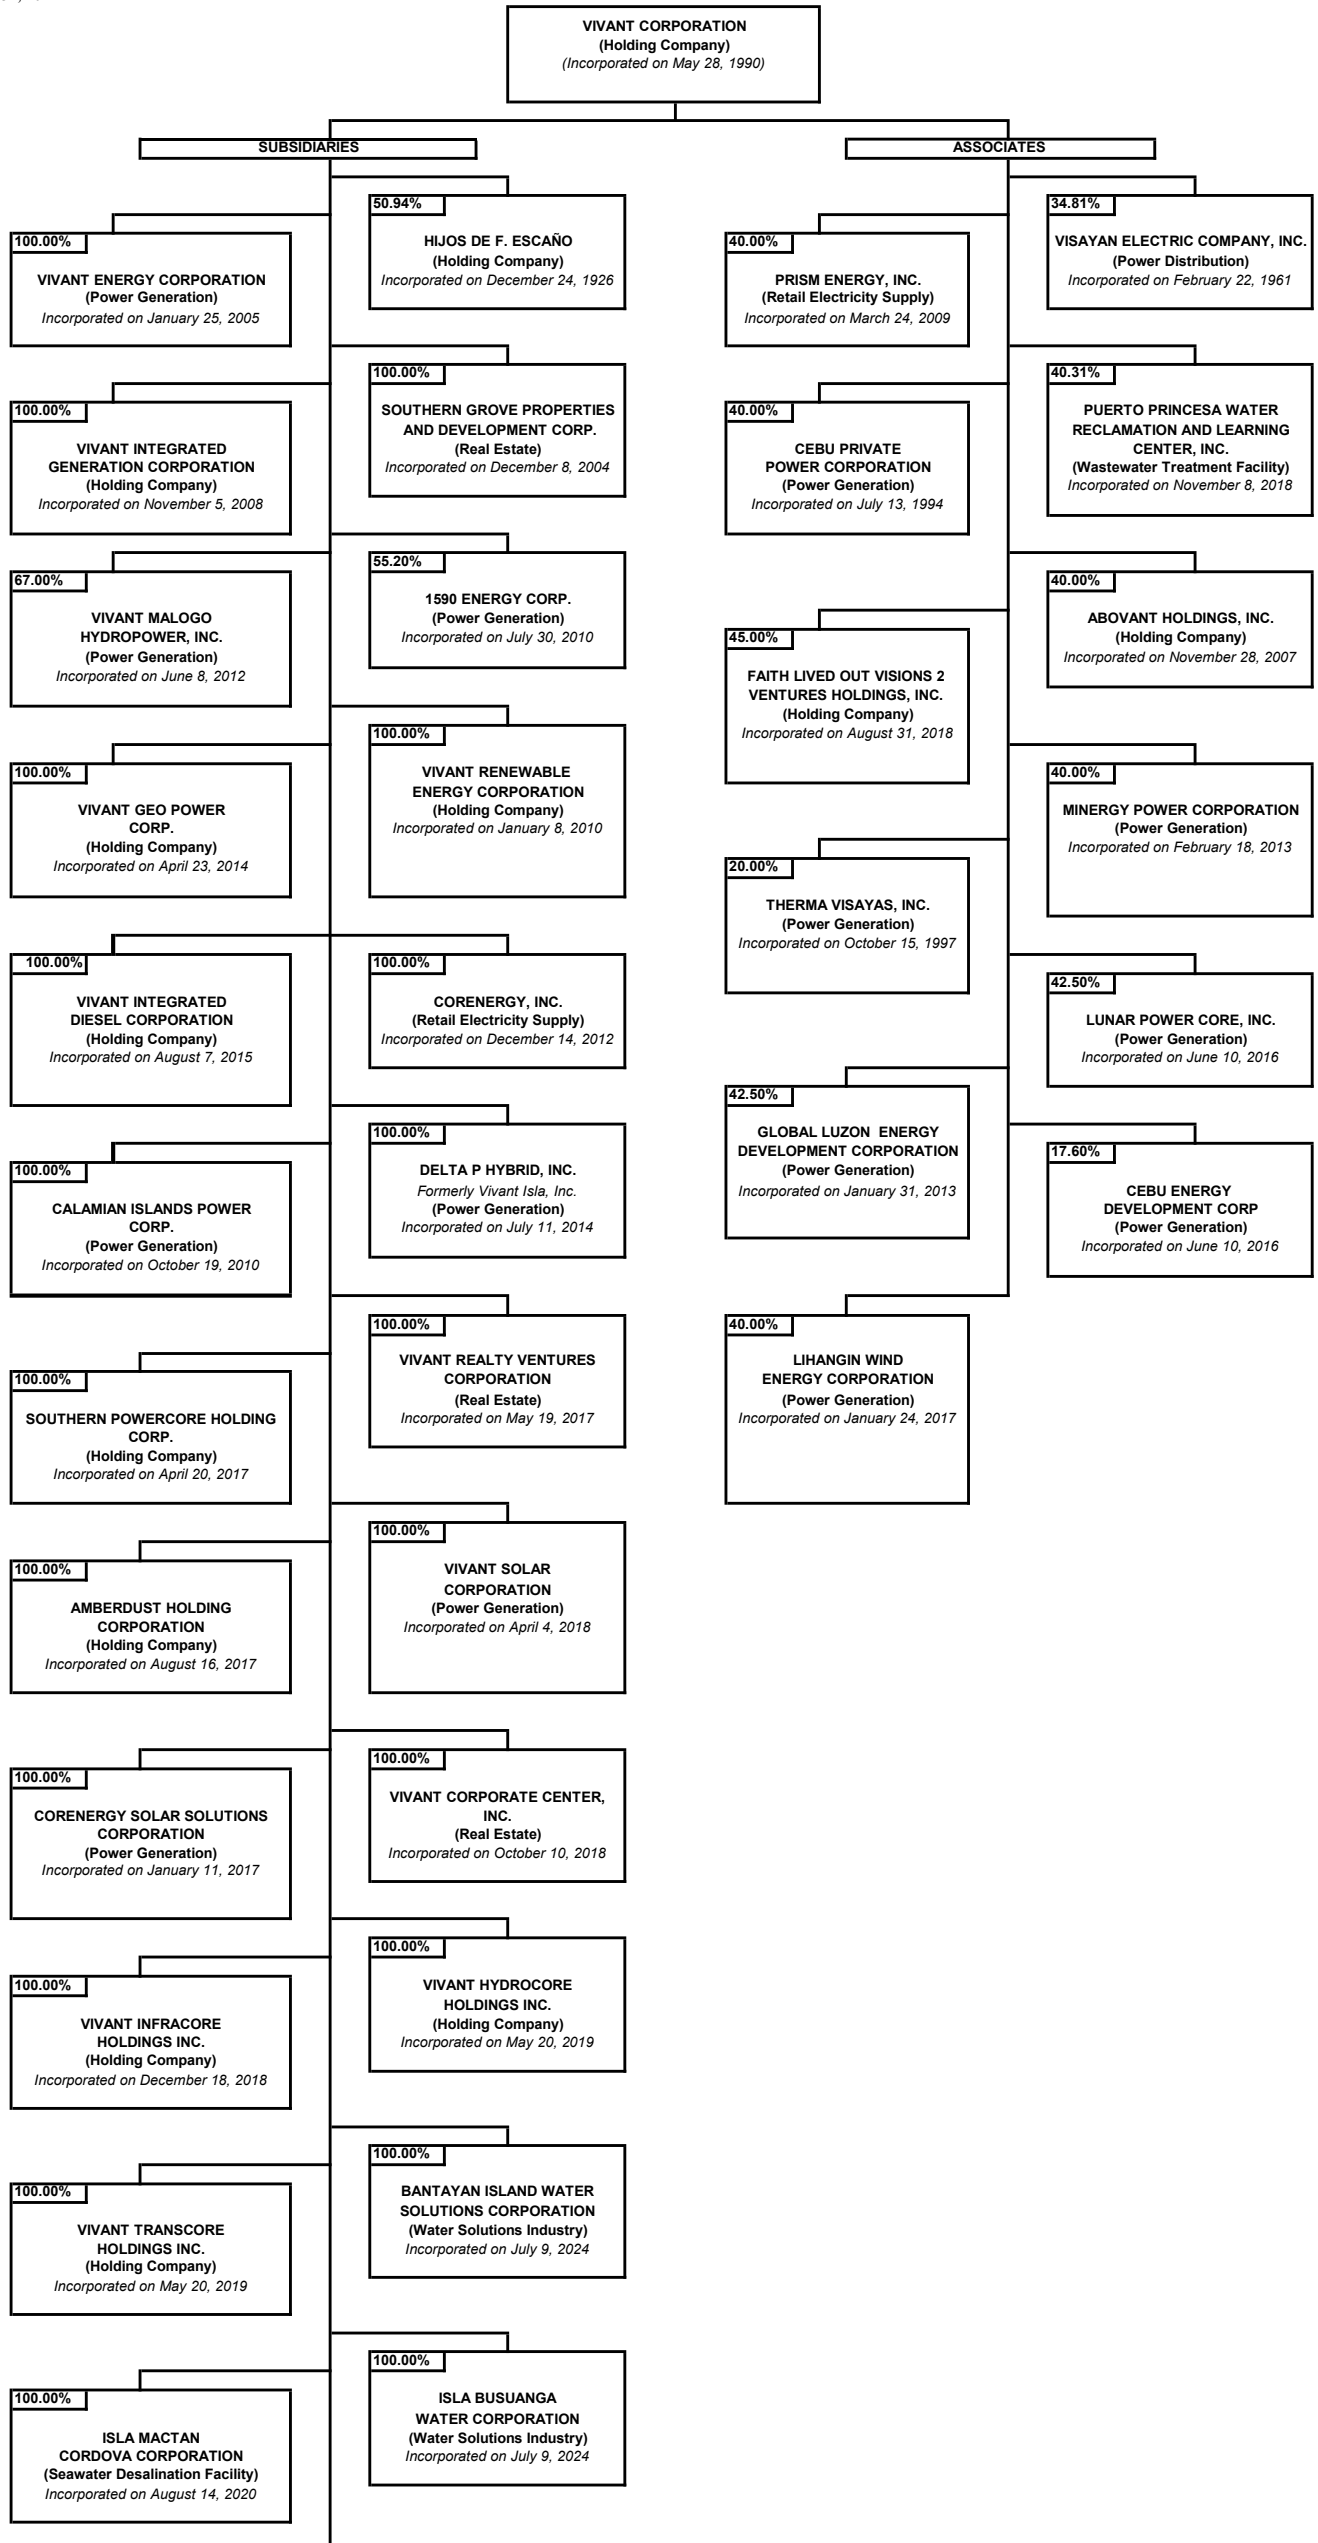 VIVANT CORPORATION
(Holding Company)
(Incorporated on May 28, 1990)
SUBSIDIARIES
ASSOCIATES
50.94%
HIJOS DE F. ESCAÑO
(Holding Company)
Incorporated on December 24, 1926
100.00%
VIVANT ENERGY CORPORATION
(Power Generation)
Incorporated on January 25, 2005
100.00%
SOUTHERN GROVE PROPERTIES
AND DEVELOPMENT CORP.
(Real Estate)
Incorporated on December 8, 2004
100.00%
VIVANT INTEGRATED
GENERATION CORPORATION
(Holding Company)
Incorporated on November 5, 2008
55.20%
1590 ENERGY CORP.
(Power Generation)
Incorporated on July 30, 2010
67.00%
VIVANT MALOGO
HYDROPOWER, INC.
(Power Generation)
Incorporated on June 8, 2012
100.00%
VIVANT RENEWABLE
ENERGY CORPORATION
(Holding Company)
Incorporated on January 8, 2010
100.00%
VIVANT GEO POWER
CORP.
(Holding Company)
Incorporated on April 23, 2014
100.00%
VIVANT INTEGRATED
DIESEL CORPORATION
(Holding Company)
Incorporated on August 7, 2015
100.00%
CORENERGY, INC.
(Retail Electricity Supply)
Incorporated on December 14, 2012
100.00%
DELTA P HYBRID, INC.
Formerly Vivant Isla, Inc.
(Power Generation)
Incorporated on July 11, 2014
100.00%
CALAMIAN ISLANDS POWER
CORP.
(Power Generation)
Incorporated on October 19, 2010
100.00%
VIVANT REALTY VENTURES
CORPORATION
(Real Estate)
Incorporated on May 19, 2017
100.00%
SOUTHERN POWERCORE HOLDING
CORP.
(Holding Company)
Incorporated on April 20, 2017
100.00%
VIVANT SOLAR
CORPORATION
(Power Generation)
Incorporated on April 4, 2018
100.00%
AMBERDUST HOLDING
CORPORATION
(Holding Company)
Incorporated on August 16, 2017
100.00%
VIVANT CORPORATE CENTER,
INC.
(Real Estate)
Incorporated on October 10, 2018
100.00%
CORENERGY SOLAR SOLUTIONS
CORPORATION
(Power Generation)
Incorporated on January 11, 2017
100.00%
VIVANT HYDROCORE
HOLDINGS INC.
(Holding Company)
Incorporated on May 20, 2019
100.00%
VIVANT INFRACORE
HOLDINGS INC.
(Holding Company)
Incorporated on December 18, 2018
100.00%
BANTAYAN ISLAND WATER
SOLUTIONS CORPORATION
(Water Solutions Industry)
Incorporated on July 9, 2024
100.00%
VIVANT TRANSCORE
HOLDINGS INC.
(Holding Company)
Incorporated on May 20, 2019
100.00%
ISLA BUSUANGA
WATER CORPORATION
(Water Solutions Industry)
Incorporated on July 9, 2024
100.00%
ISLA MACTAN
CORDOVA CORPORATION
(Seawater Desalination Facility)
Incorporated on August 14, 2020
34.81%
VISAYAN ELECTRIC COMPANY, INC.
(Power Distribution)
Incorporated on February 22, 1961
40.00%
PRISM ENERGY, INC.
(Retail Electricity Supply)
Incorporated on March 24, 2009
40.31%
PUERTO PRINCESA WATER
RECLAMATION AND LEARNING
CENTER, INC.
(Wastewater Treatment Facility)
Incorporated on November 8, 2018
40.00%
CEBU PRIVATE
POWER CORPORATION
(Power Generation)
Incorporated on July 13, 1994
40.00%
ABOVANT HOLDINGS, INC.
(Holding Company)
Incorporated on November 28, 2007
45.00%
FAITH LIVED OUT VISIONS 2
VENTURES HOLDINGS, INC.
(Holding Company)
Incorporated on August 31, 2018
40.00%
MINERGY POWER CORPORATION
(Power Generation)
Incorporated on February 18, 2013
20.00%
THERMA VISAYAS, INC.
(Power Generation)
Incorporated on October 15, 1997
42.50%
LUNAR POWER CORE, INC.
(Power Generation)
Incorporated on June 10, 2016
42.50%
GLOBAL LUZON ENERGY
DEVELOPMENT CORPORATION
(Power Generation)
Incorporated on January 31, 2013
17.60%
CEBU ENERGY
DEVELOPMENT CORP
(Power Generation)
Incorporated on June 10, 2016
40.00%
LIHANGIN WIND
ENERGY CORPORATION
(Power Generation)
Incorporated on January 24, 2017